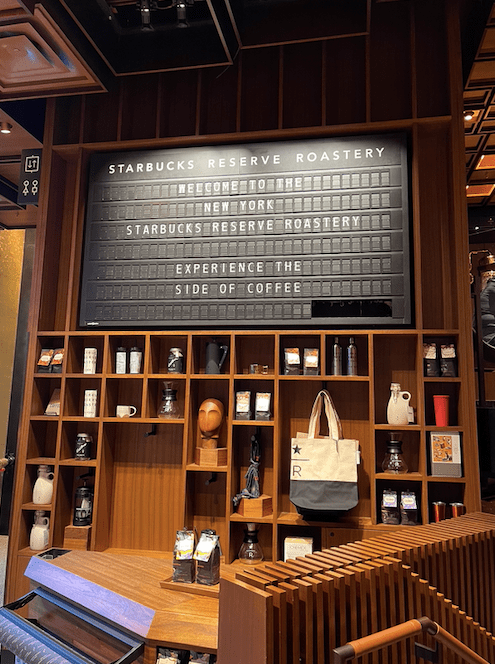 STARBUCKS RESERVE ROASTERY
WELCOME TO THE
NEW YORK
STARBUCKS RESERVE ROASTERY
EXPERIENCE THE
SIDE OF COFFEE
R